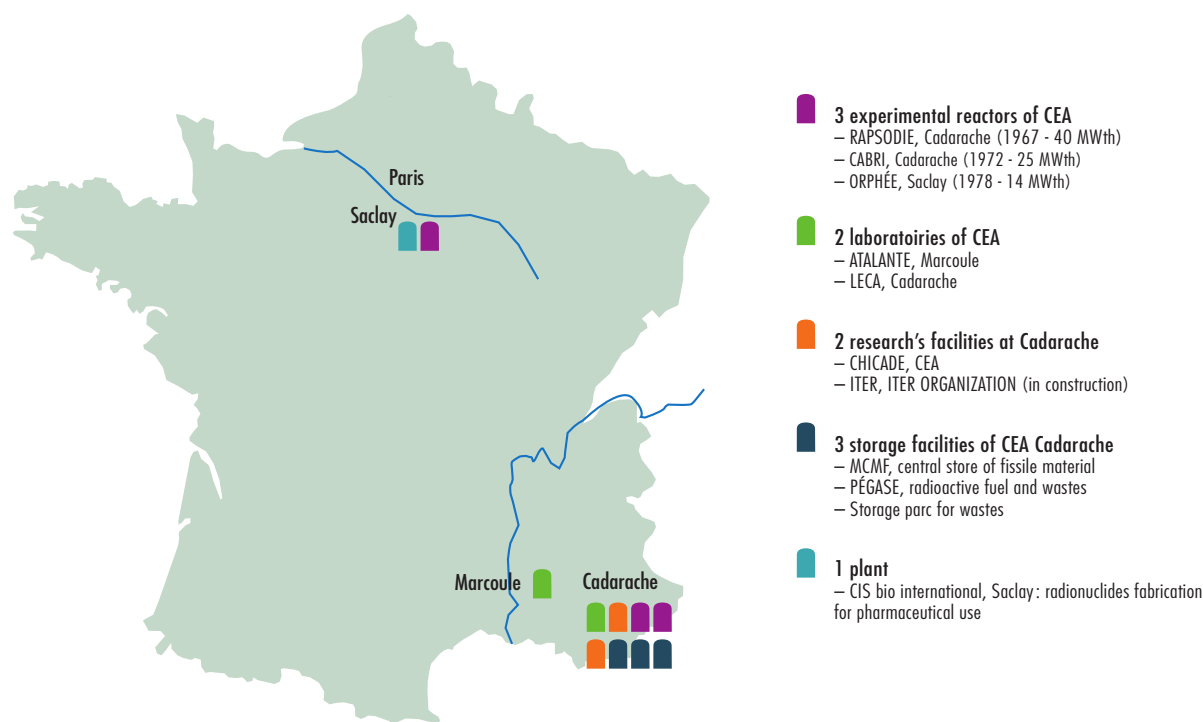 Paris
Saclay
Marcoule
Cadarache
3 experimental reactors of CEA
– RAPSODIE, Cadarache (1967 - 40 MWth)
– CABRI, Cadarache (1972 - 25 MWth)
– ORPHÉE, Saclay (1978 - 14 MWth)
2 laboratoiries of CEA
– ATALANTE, Marcoule
– LECA, Cadarache
2 research’s facilities at Cadarache
– CHICADE, CEA
– ITER, ITER ORGANIZATION (in construction)
3 storage facilities of CEA Cadarache
– MCMF, central store of fissile material
– PÉGASE, radioactive fuel and wastes
– Storage parc for wastes
1 plant
– CIS bio international, Saclay : radionuclides fabrication
for pharmaceutical use